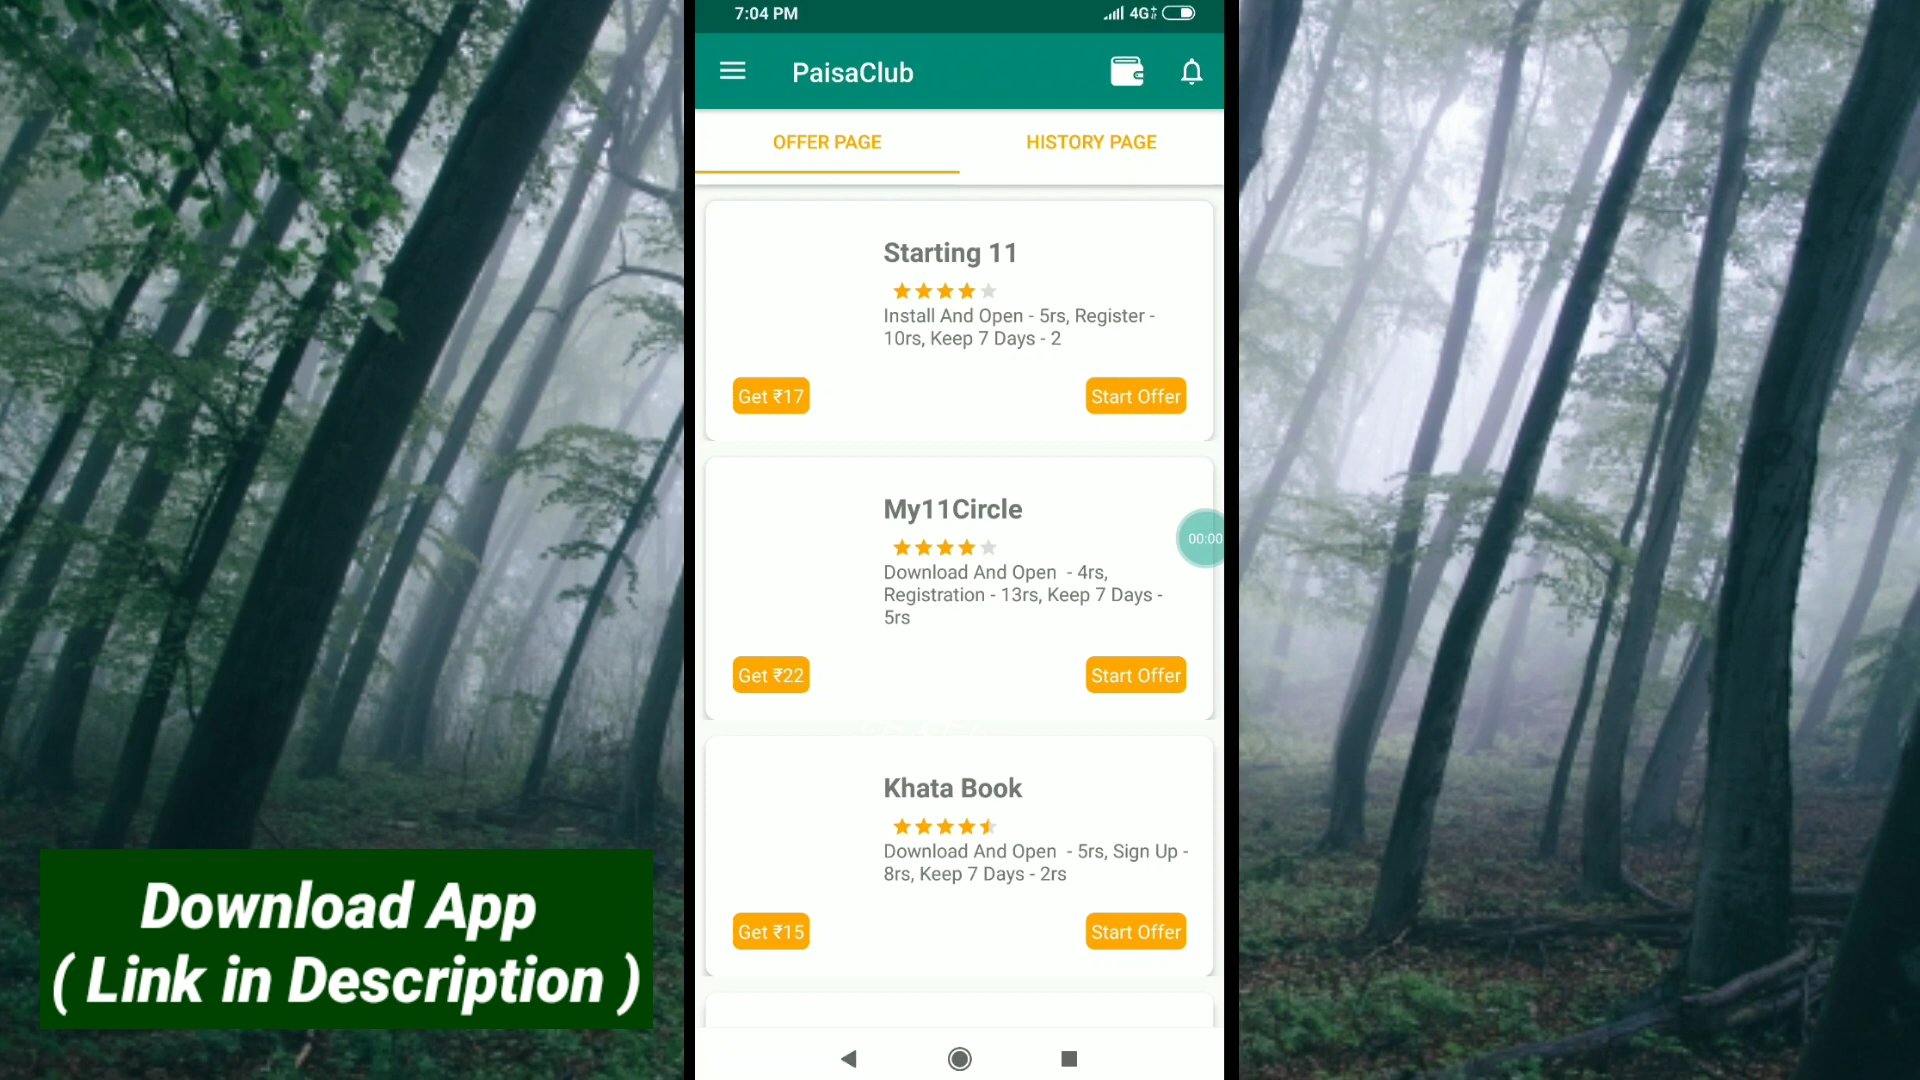 7:04 PM
4G
PaisaClub
OFFER PAGE
HISTORY PAGE
Starting 11
Install And Open - 5rs, Register -
10rs, Keep 7 Days - 2
Get ₹17
Start Offer
My11Circle
00:00
Download And Open  - 4rs,
Registration - 13rs, Keep 7 Days -
5rs
Get ₹22
Start Offer
Khata Book
Download And Open  - 5rs, Sign Up -
8rs, Keep 7 Days - 2rs
Get ₹15
Start Offer
Download App
( Link in Description )